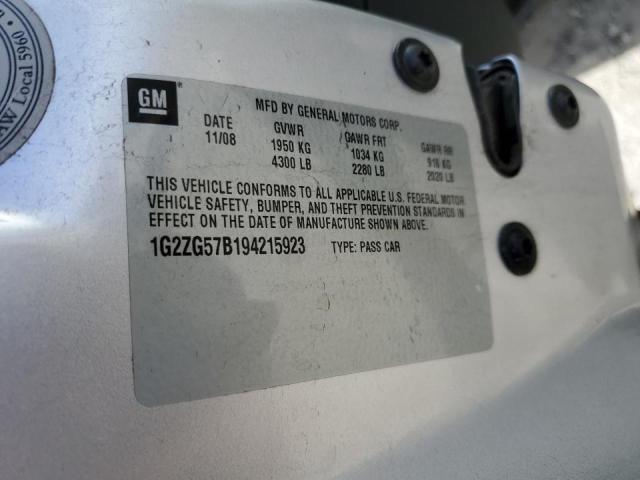 UAW Local 5960
GM
MFD BY GENERAL MOTORS CORP.
DATE GVWR GAWR FRT GAWR RR
11/08 1950 KG 1034 KG 916 KG
4300 LB 2280 LB 2020 LB
THIS VEHICLE CONFORMS TO ALL APPLICABLE U.S. FEDERAL MOTOR
VEHICLE SAFETY, BUMPER, AND THEFT PREVENTION STANDARDS IN
EFFECT ON THE DATE OF MANUFACTURE SHOWN ABOVE.
1G2ZG57B194215923 TYPE: PASS CAR